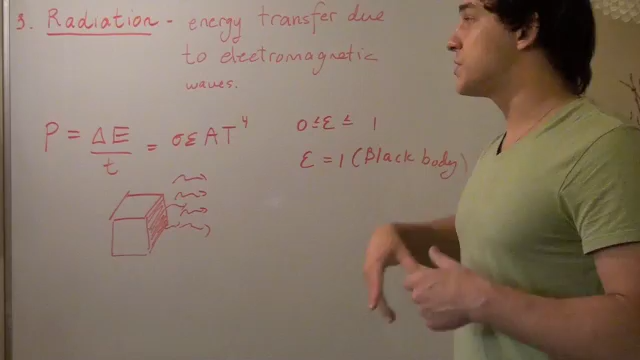 3. Radiation - energy transfer due
to electromagnetic
waves.
P = ΔE/t = σεAT⁴
0 ≤ ε ≤ 1
ε = 1 (Black body)